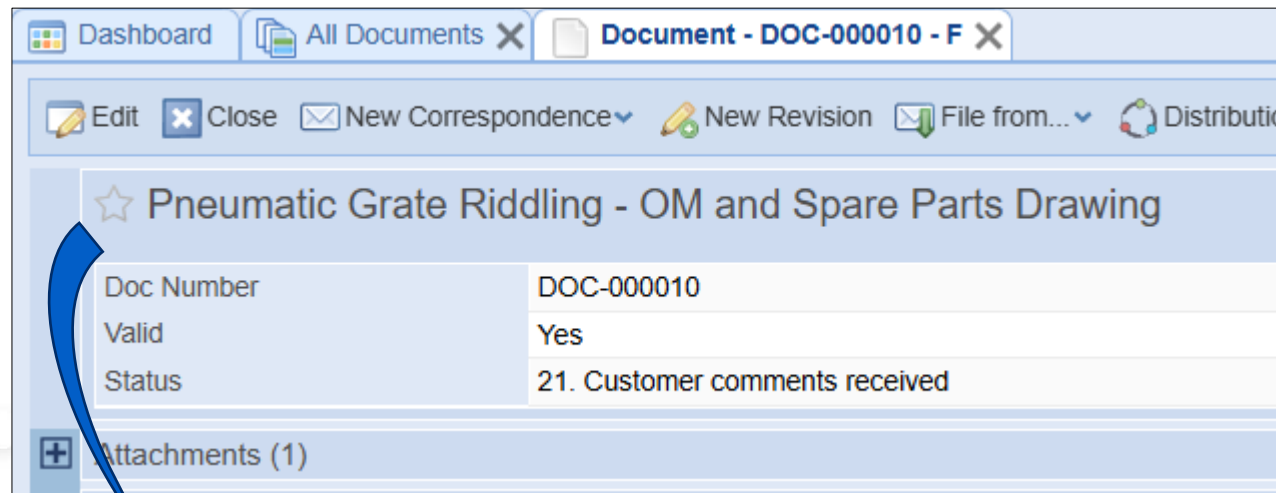 Dashboard All Documents Document - DOC-000010 - F
Edit Close New Correspondence New Revision File from... Distributio
Pneumatic Grate Riddling - OM and Spare Parts Drawing
Doc Number DOC-000010
Valid Yes
Status 21. Customer comments received
Attachments (1)